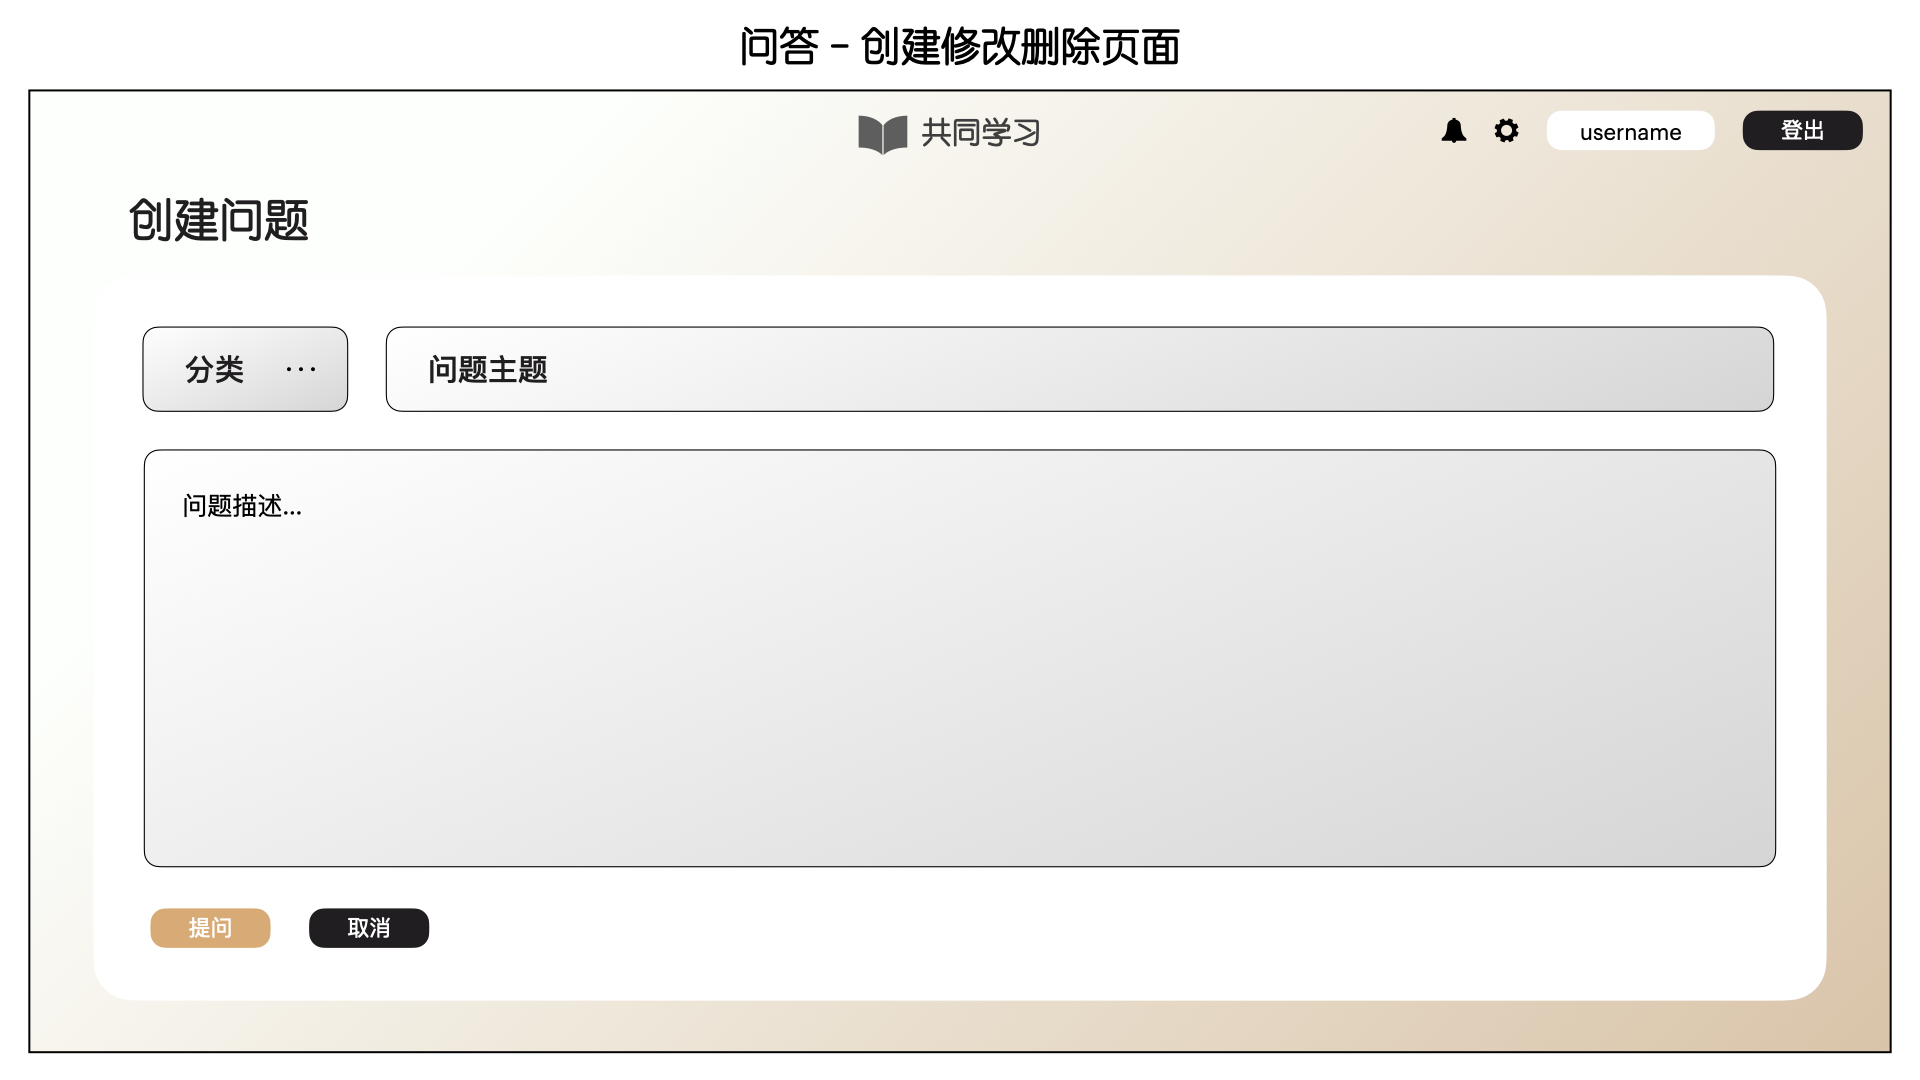 问答 - 创建修改删除页面
共同学习
username
登出
创建问题
分类 ...
问题主题
问题描述...
提问
取消